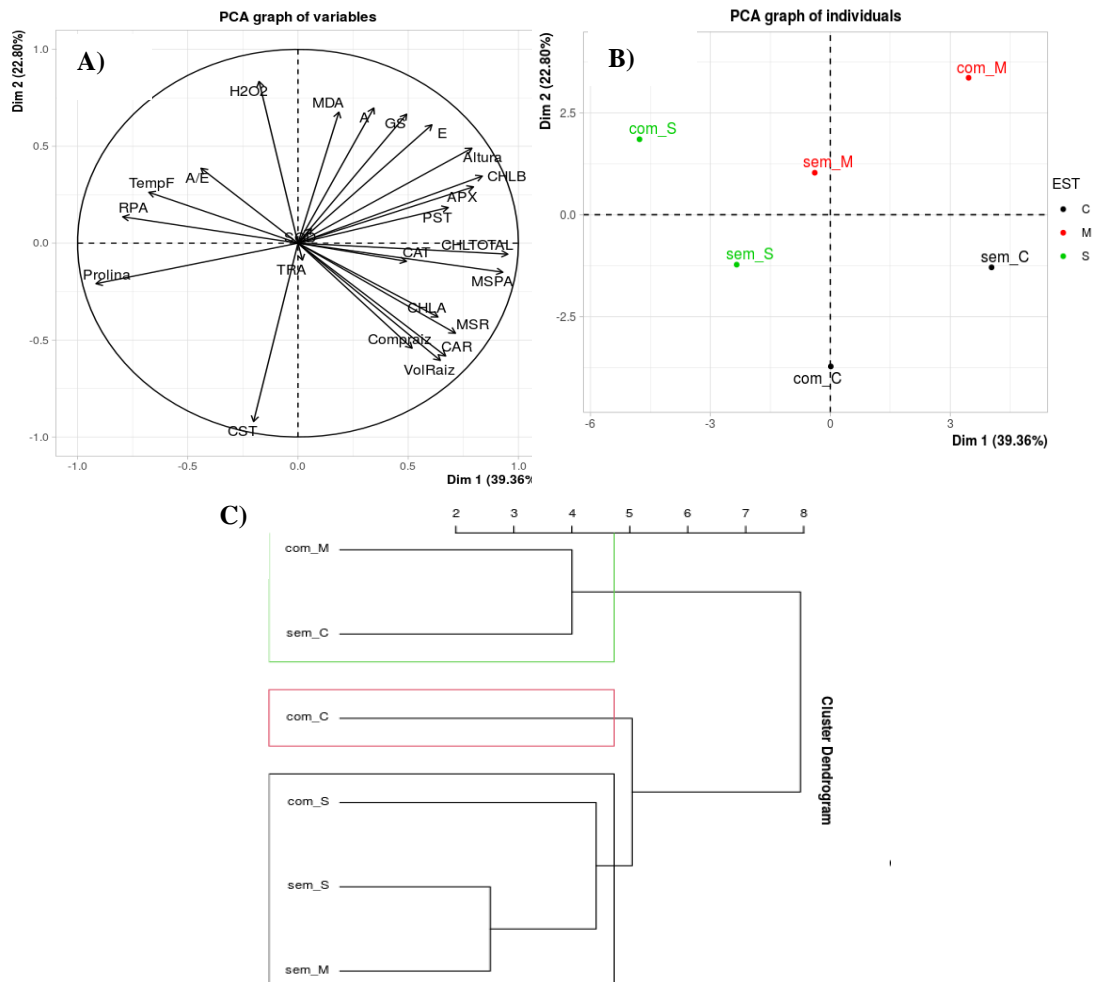 PCA graph of variables
A)
Dim 2 (22.80%)
1.0
0.5
0.0
-0.5
-1.0
H2O2
MDA
A
GS
E
Altura
CHLB
A/E
TempF
APX
RPA
PST
SOD
CHLTOTAL
CAT
TRA
Prolina
MSPA
CHLA
MSR
Compraiz
CAR
VolRaiz
CST
-1.0
-0.5
0.0
0.5
1.0
Dim 1 (39.36%
PCA graph of individuals
B)
Dim 2 (22.80%)
2.5
0.0
-2.5
com_M
com_S
sem_M
sem_S
sem_C
com_C
-6
-3
0
3
Dim 1 (39.36%)
EST
C
M
S
C)
2 3 4 5 6 7 8
com_M
sem_C
com_C
com_S
sem_S
sem_M
Cluster Dendrogram